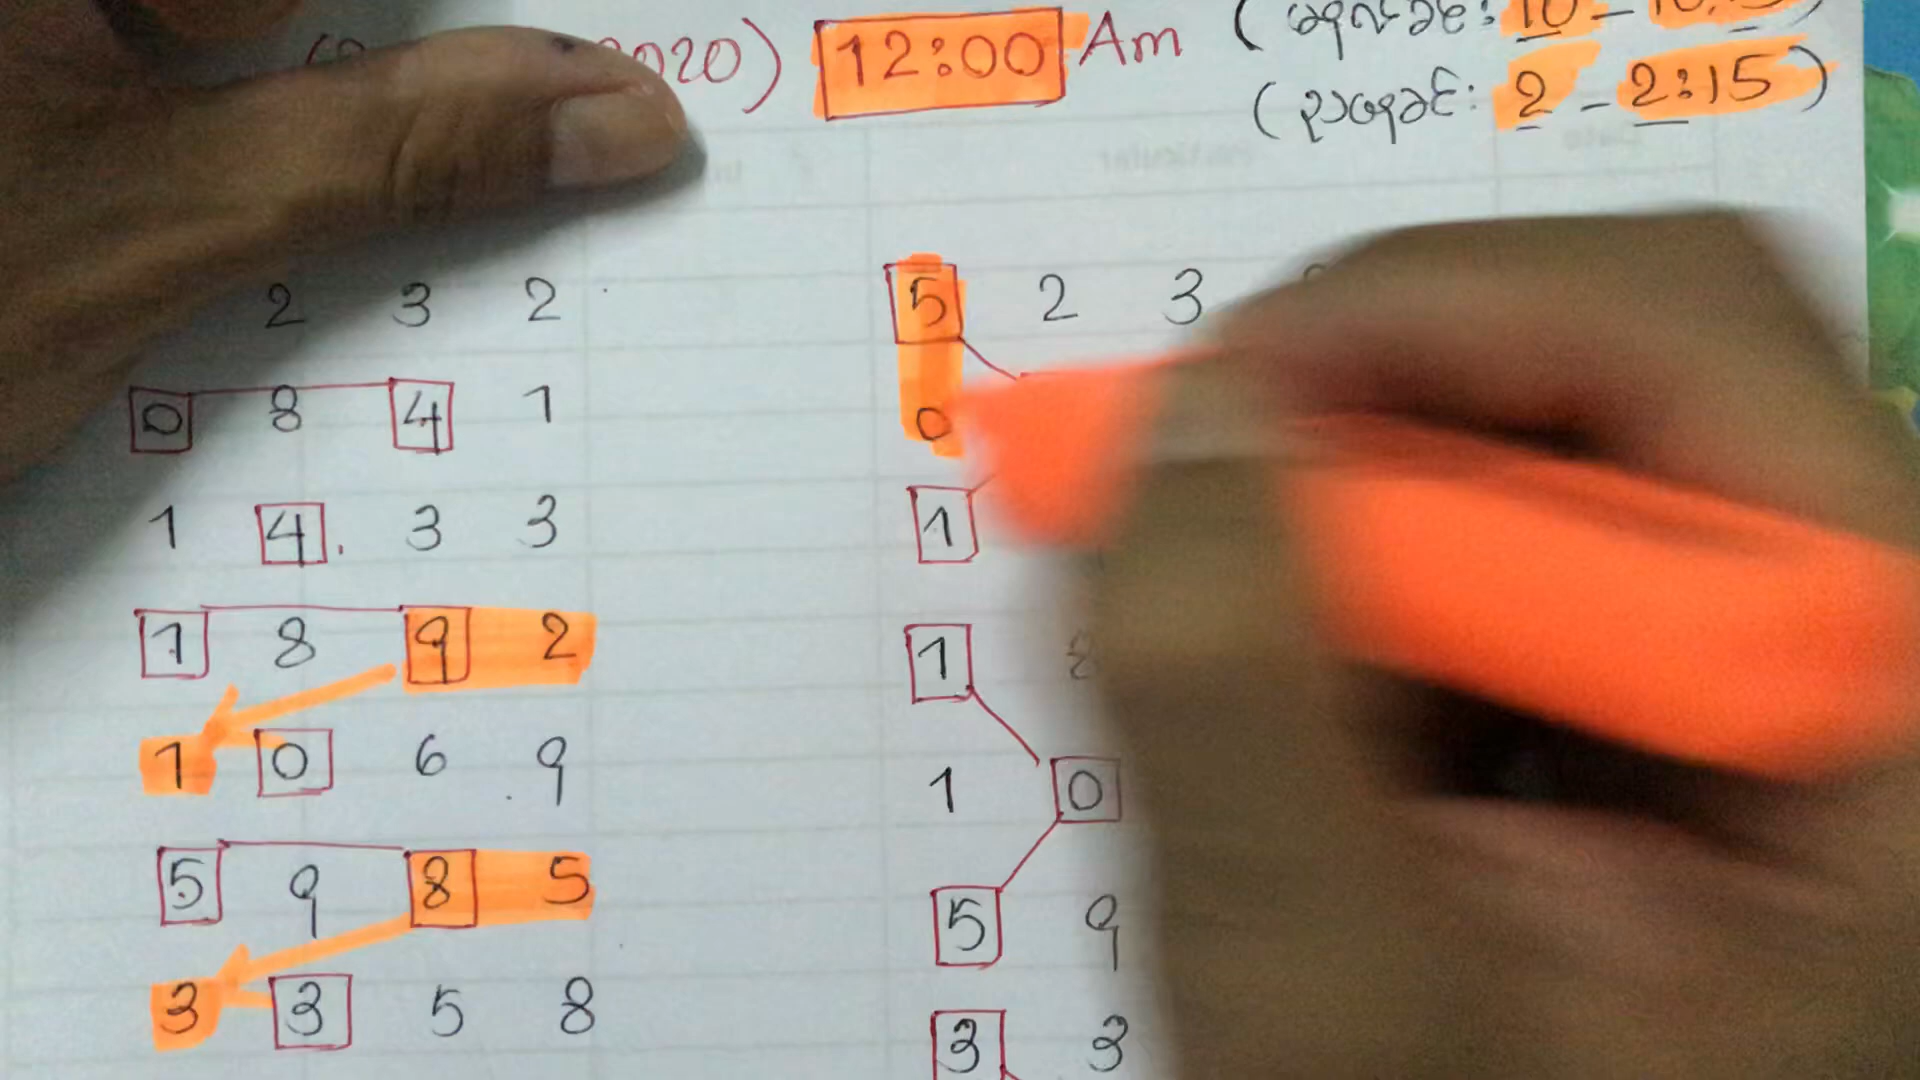 2020) 12:00 Am
2 - 2:15 )
2 3 2
0 8 4 1
1 4. 3 3
1 8 9 2
1 0 6 9
5 9 8 5
3 3 5 8
5 2 3
0
1
1 8
1 0
5 9
3 3